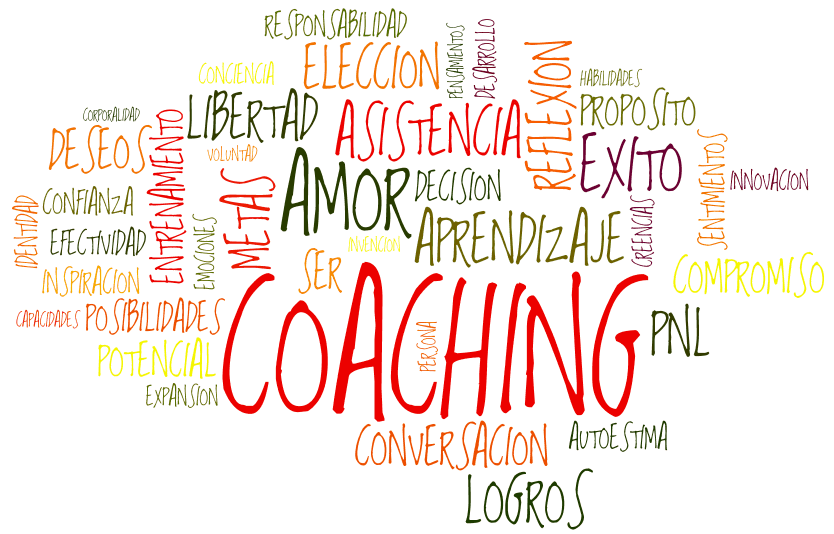 RESPONSABILIDAD
ELECCION
PENSAMIENTOS
DESARROLLO
CONCIENCIA
REFLEXION
HABILIDADES
CORPORALIDAD
LIBERTAD
ASISTENCIA
PROPOSITO
DESEOS
ENTRENAMIENTO
VOLUNTAD
EXITO
SENTIMIENTOS
INNOVACION
METAS
AMOR
DECISION
IDENTIDAD
CONFIANZA
EFECTIVIDAD
EMOCIONES
INVENCION
APRENDIZAJE
CREENCIAS
INSPIRACION
SER
COMPROMISO
CAPACIDADES
POSIBILIDADES
COACHING
PERSONA
PNL
POTENCIAL
EXPANSION
CONVERSACION
AUTOESTIMA
LOGROS